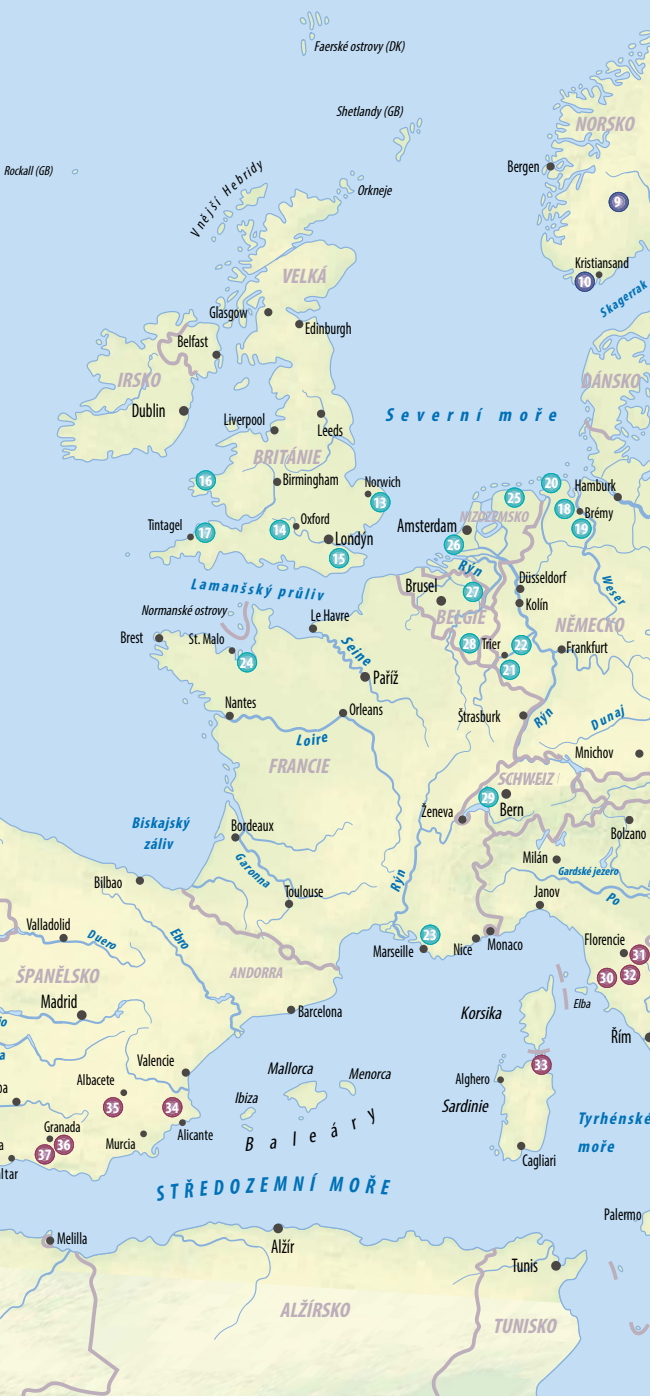 Faerské ostrovy (DK)
Shetlandy (GB)
NORSKO
Bergen
Rockall (GB)
Vnější Hebridy
Orkneje
9
Kristiansand
10
Skagerrak
VELKÁ
Glasgow
Edinburgh
Belfast
IRSKO
DÁNSKO
Dublin
Severní moře
Liverpool
Leeds
BRITÁNIE
16
Birmingham
Norwich
13
20
Hamburk
25
18
Brémy
NIZOZEMSKO
19
Tintagel
17
14
Oxford
Amsterdam
Londýn
26
15
Rýn
Düsseldorf
Weser
Lamanšský průliv
Brusel
27
Kolín
Normanské ostrovy
Le Havre
BELGIE
NĚMECKO
Brest
St. Malo
Seine
28
Trier
22
Frankfurt
24
21
Paříž
Nantes
Orleans
Štrasburk
Rýn
Dunaj
Loire
Mnichov
FRANCIE
SCHWEIZ
29
Bern
Ženeva
Biskajský
záliv
Bordeaux
Bolzano
Milán
Garonna
Gardské jezero
Bilbao
Toulouse
Rýn
Janov
Po
Valladolid
Duero
Ebro
23
Marseille
Nice
Monaco
Florencie
31
ŠPANĚLSKO
ANDORRA
30
32
Madrid
Barcelona
Korsika
Elba
Řím
Valencie
33
Mallorca
Menorca
Albacete
Alghero
Ibiza
35
34
Sardinie
Baleáry
Tyrhénské
moře
Granada
36
Murcia
Alicante
37
ltar
Cagliari
STŘEDOZEMNÍ MOŘE
Palermo
Melilla
Alžír
Tunis
ALŽÍRSKO
TUNISKO